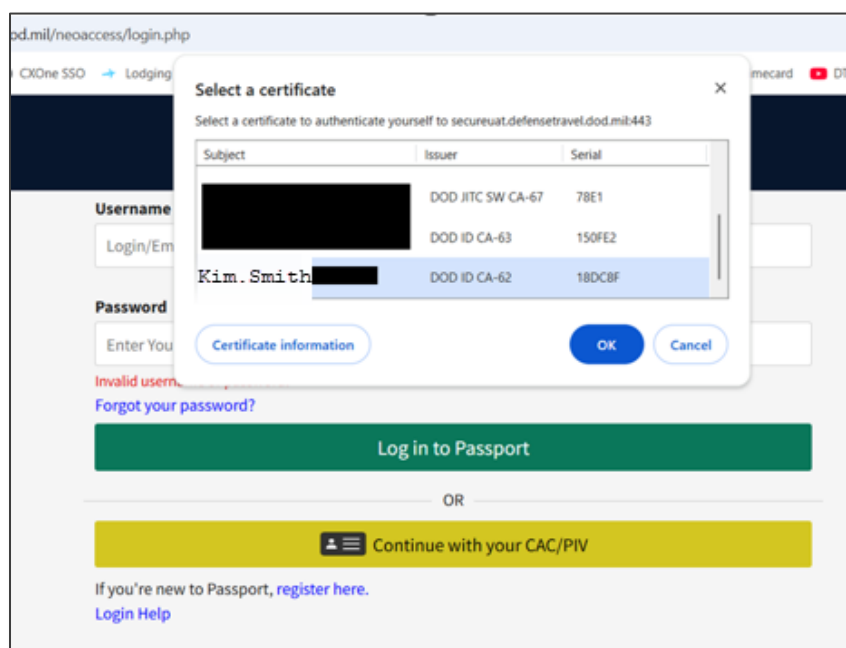 od.mil/neoaccess/login.php
CXOne SSO Lodging mecard DT
Select a certificate
Select a certificate to authenticate yourself to secureuat.defensetravel.dod.mil:443
Subject Issuer Serial
DOD JITC SW CA-67 78E1
DOD ID CA-63 150FE2
Kim.Smith DOD ID CA-62 18DC8F
Certificate information OK Cancel
Username
Login/Em
Password
Enter You
Invalid usern
Forgot your password?
Log in to Passport
OR
Continue with your CAC/PIV
If you're new to Passport, register here.
Login Help